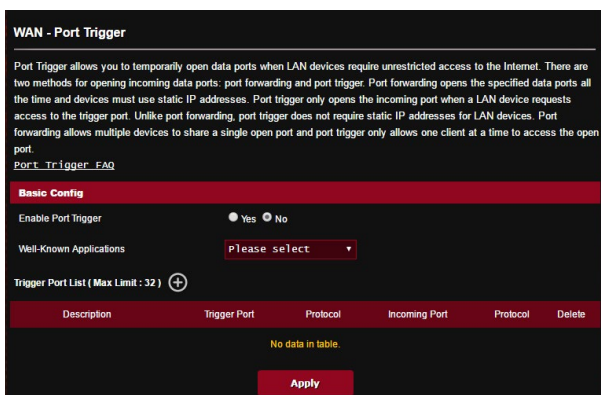 WAN - Port Trigger
Port Trigger allows you to temporarily open data ports when LAN devices require unrestricted access to the Internet. There are
two methods for opening incoming data ports: port forwarding and port trigger. Port forwarding opens the specified data ports all
the time and devices must use static IP addresses. Port trigger only opens the incoming port when a LAN device requests
access to the trigger port. Unlike port forwarding, port trigger does not require static IP addresses for LAN devices. Port
forwarding allows multiple devices to share a single open port and port trigger only allows one client at a time to access the open
port.
Port Trigger FAQ
Basic Config
Enable Port Trigger Yes No
Well-Known Applications Please select
Trigger Port List ( Max Limit : 32 )
Description Trigger Port Protocol Incoming Port Protocol Delete
No data in table.
Apply